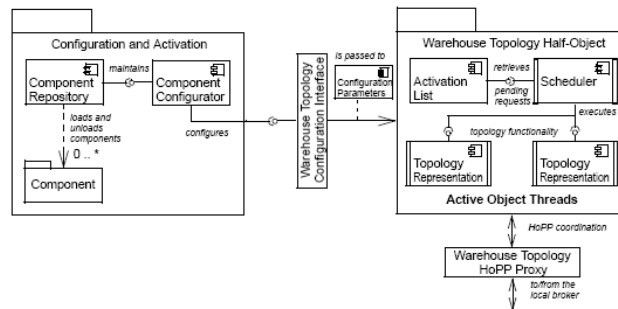 Configuration and Activation
Component
Repository
maintains
Component
Configurator
loads and
unloads
components
0 .. *
configures
Component
Warehouse Topology
Configuration Interface
is passed to
Configuration
Parameters
Warehouse Topology Half-Object
Activation
List
retrieves
pending
requests
Scheduler
executes
topology functionality
Topology
Representation
Topology
Representation
Active Object Threads
HoPP coordination
Warehouse Topology
HoPP Proxy
to/from the
local broker